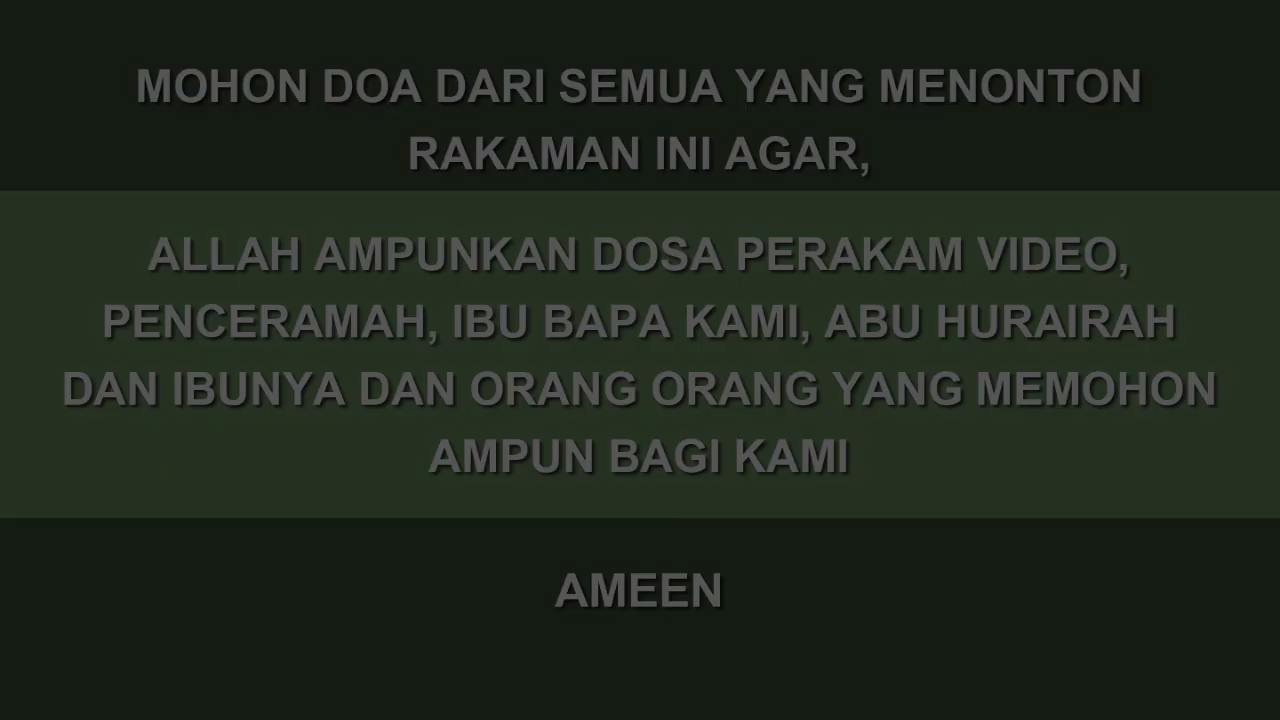 MOHON DOA DARI SEMUA YANG MENONTON
RAKAMAN INI AGAR,
ALLAH AMPUNKAN DOSA PERAKAM VIDEO,
PENCERAMAH, IBU BAPA KAMI, ABU HURAIRAH
DAN IBUNYA DAN ORANG ORANG YANG MEMOHON
AMPUN BAGI KAMI
AMEEN